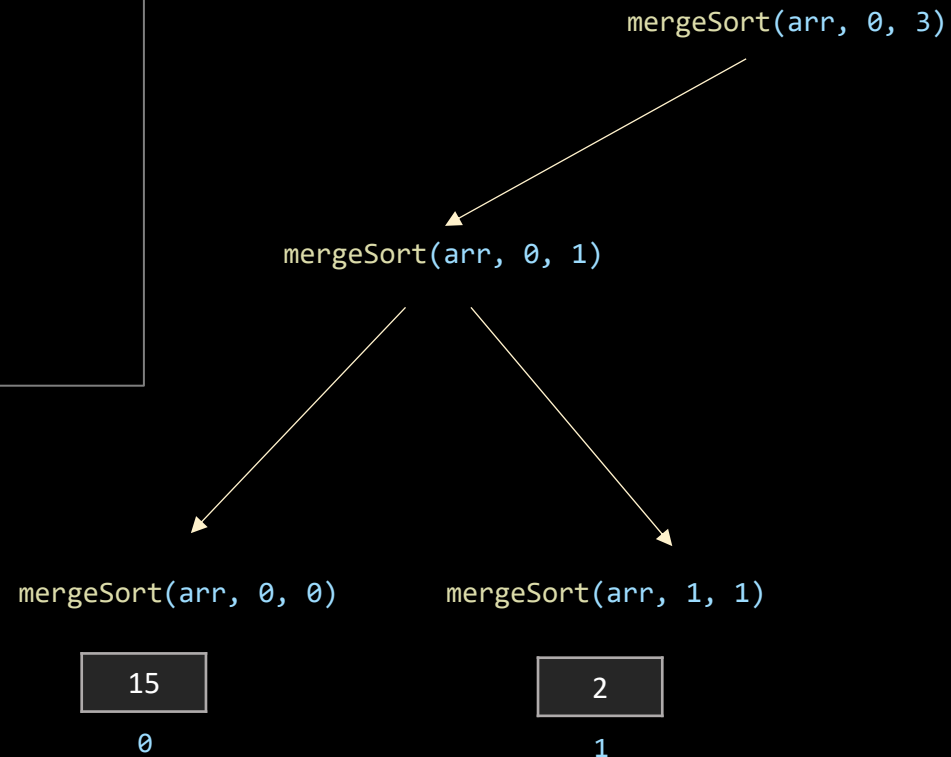 mergeSort(arr, 0, 3)
mergeSort(arr, 0, 1)
mergeSort(arr, 0, 0)
mergeSort(arr, 1, 1)
15
2
0
1